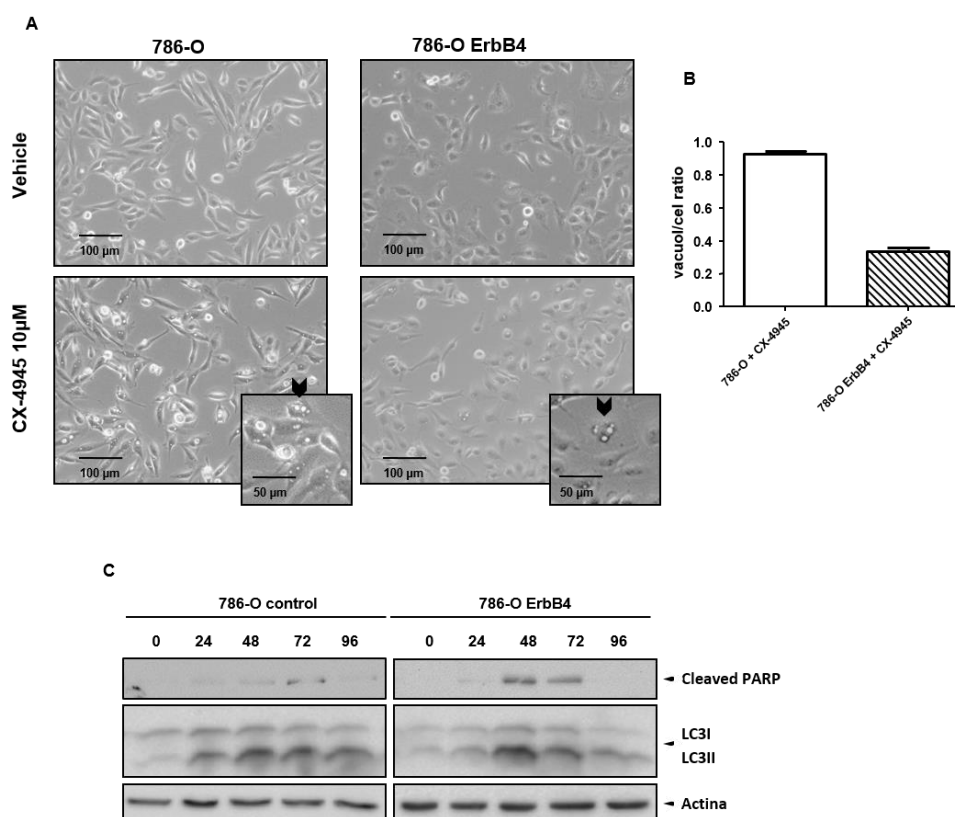 A
786-O
786-O ErbB4
Vehicle
100 µm
100 µm
CX-4945 10µM
100 µm
50 µm
100 µm
50 µm
B
vacuol/cel ratio
1.0
0.8
0.6
0.4
0.2
0.0
786-O + CX-4945
786-O ErbB4 + CX-4945
C
786-O control
786-O ErbB4
0 24 48 72 96
0 24 48 72 96
Cleaved PARP
LC3I
LC3II
Actina